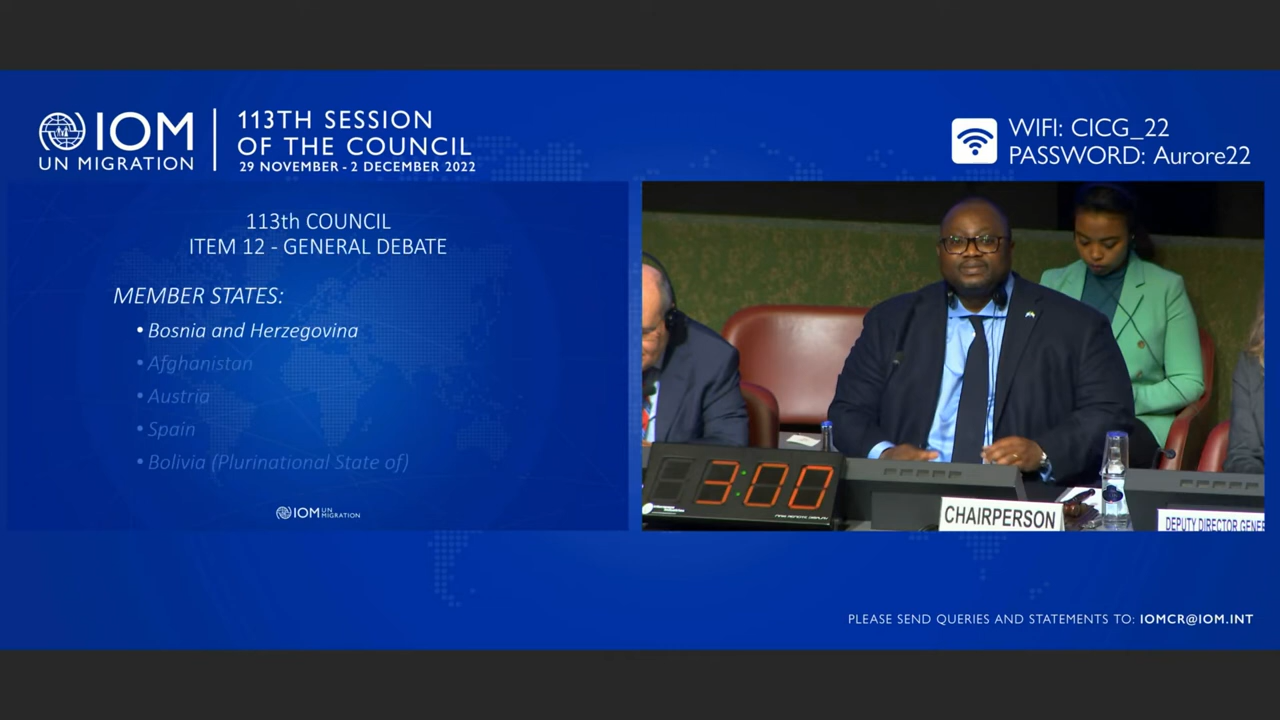 IOM
UN MIGRATION
113TH SESSION
OF THE COUNCIL
29 NOVEMBER - 2 DECEMBER 2022
WIFI: CICG_22
PASSWORD: Aurore22
113th COUNCIL
ITEM 12 - GENERAL DEBATE
MEMBER STATES:
• Bosnia and Herzegovina
• Afghanistan
• Austria
• Spain
• Bolivia (Plurinational State of)
IOM UN MIGRATION
3:00
CHAIRPERSON
DEPUTY DIRECTOR GENE
PLEASE SEND QUERIES AND STATEMENTS TO: IOMCR@IOM.INT